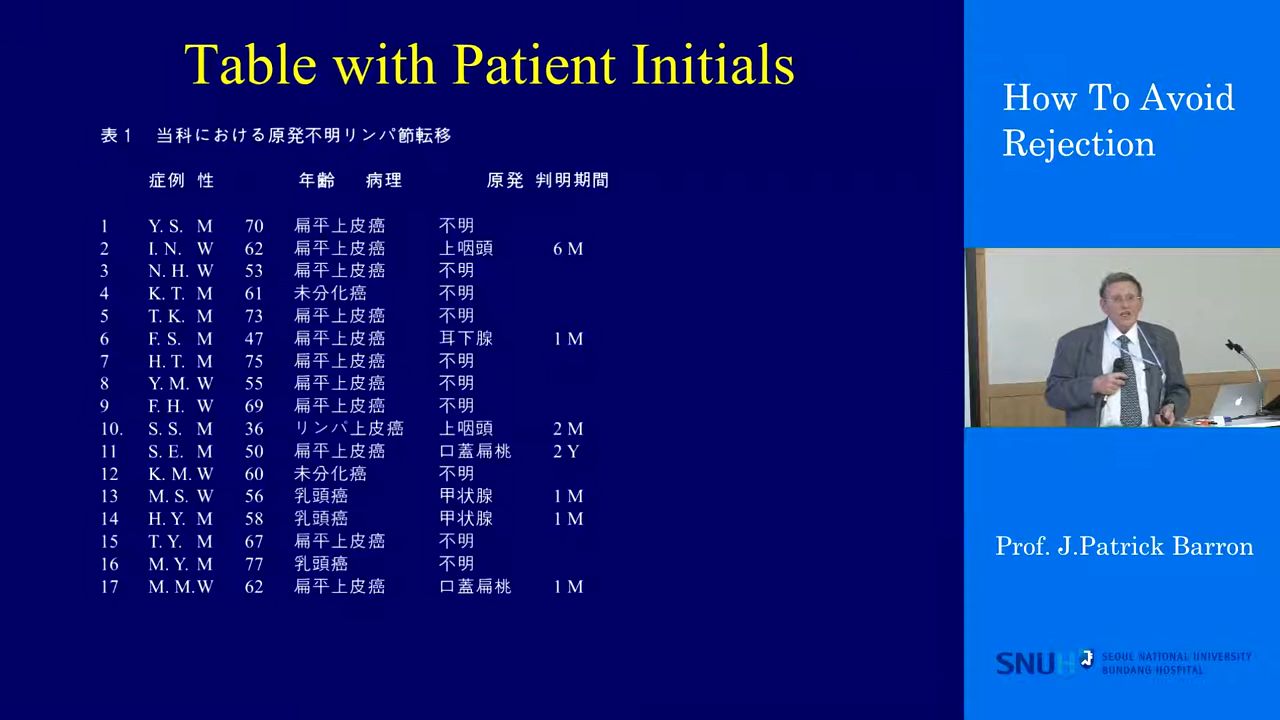 Table with Patient Initials
表1 当科における原発不明リンパ節転移
症例 性 年齢 病理 原発 判明期間
1 Y. S. M 70 扁平上皮癌 不明
2 I. N. W 62 扁平上皮癌 上咽頭 6 M
3 N. H. W 53 扁平上皮癌 不明
4 K. T. M 61 未分化癌 不明
5 T. K. M 73 扁平上皮癌 不明
6 F. S. M 47 扁平上皮癌 耳下腺 1 M
7 H. T. M 75 扁平上皮癌 不明
8 Y. M. W 55 扁平上皮癌 不明
9 F. H. W 69 扁平上皮癌 不明
10. S. S. M 36 リンパ上皮癌 上咽頭 2 M
11 S. E. M 50 扁平上皮癌 口蓋扁桃 2 Y
12 K. M. W 60 未分化癌 不明
13 M. S. W 56 乳頭癌 甲状腺 1 M
14 H. Y. M 58 乳頭癌 甲状腺 1 M
15 T. Y. M 67 扁平上皮癌 不明
16 M. Y. M 77 乳頭癌 不明
17 M. M. W 62 扁平上皮癌 口蓋扁桃 1 M
How To Avoid
Rejection
Prof. J.Patrick Barron
SNUH SEOUL NATIONAL UNIVERSITY
BUNDANG HOSPITAL